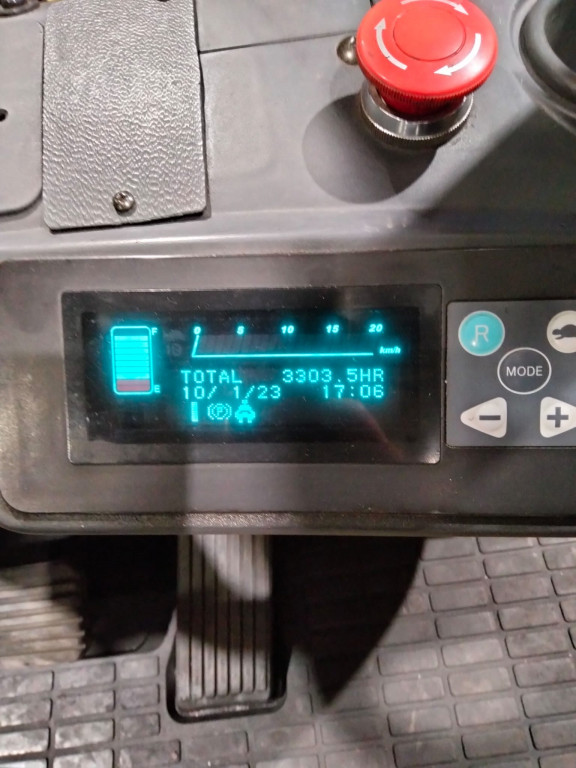 F
E
0 5 10 15 20
km/h
TOTAL 3303.5HR
10/ 1/23 17:06
P
R
MODE
- +